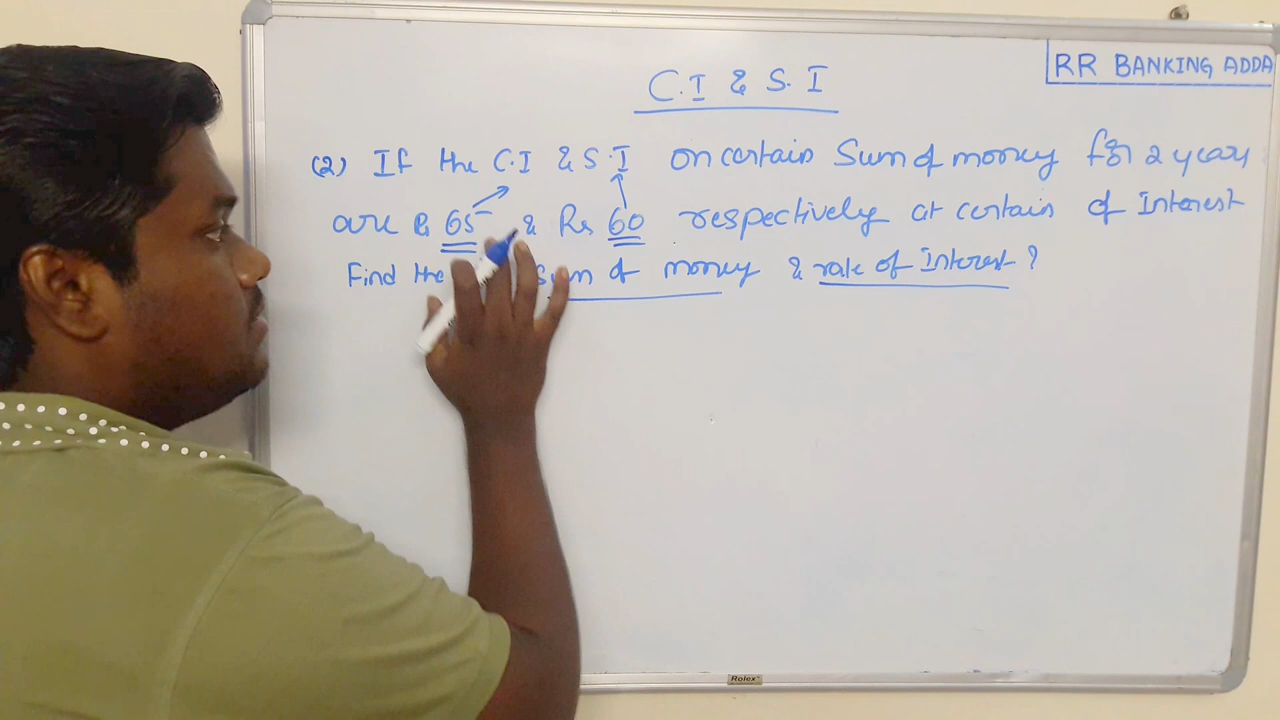 RR BANKING ADDA
C.I & S.I
(2) If the C.I & S.I on certain Sum of money for 2 years
are Rs 65 & Rs 60 respectively at certain of Interest
Find the Sum of money & rate of Interest?
Rolex